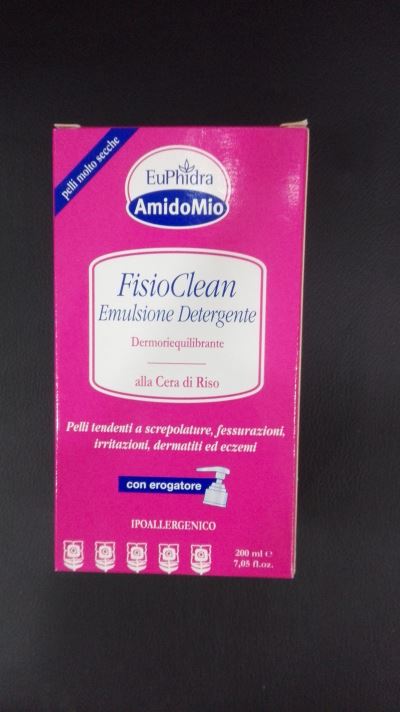 pelli molto secche
EuPhidra
AmidoMio
FisioClean
Emulsione Detergente
Dermoriequilibrante
alla Cera di Riso
Pelli tendenti a screpolature, fessurazioni,
irritazioni, dermatiti ed eczemi
con erogatore
IPOALLERGENICO
200 ml ℮
7,05 fl.oz.